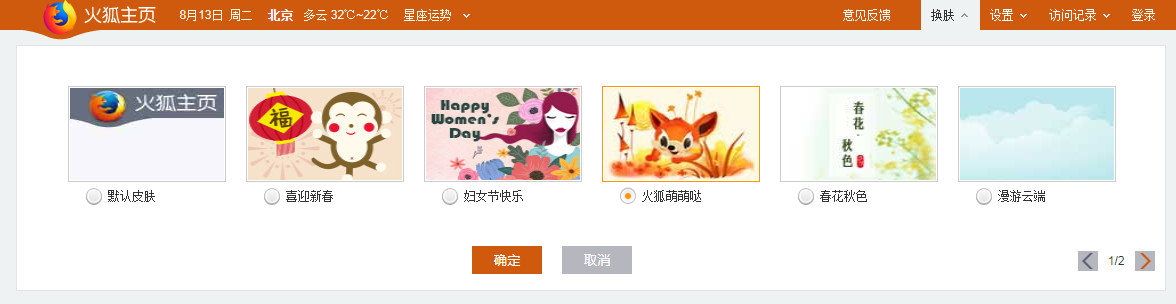 火狐主页 8月13日 周二 北京 多云 32℃~22℃ 星座运势 意见反馈 换肤 设置 访问记录 登录
火狐主页
福
Happy
Women's
Day
春花·秋色
默认皮肤 喜迎新春 妇女节快乐 火狐萌萌哒 春花秋色 漫游云端
确定 取消 1/2